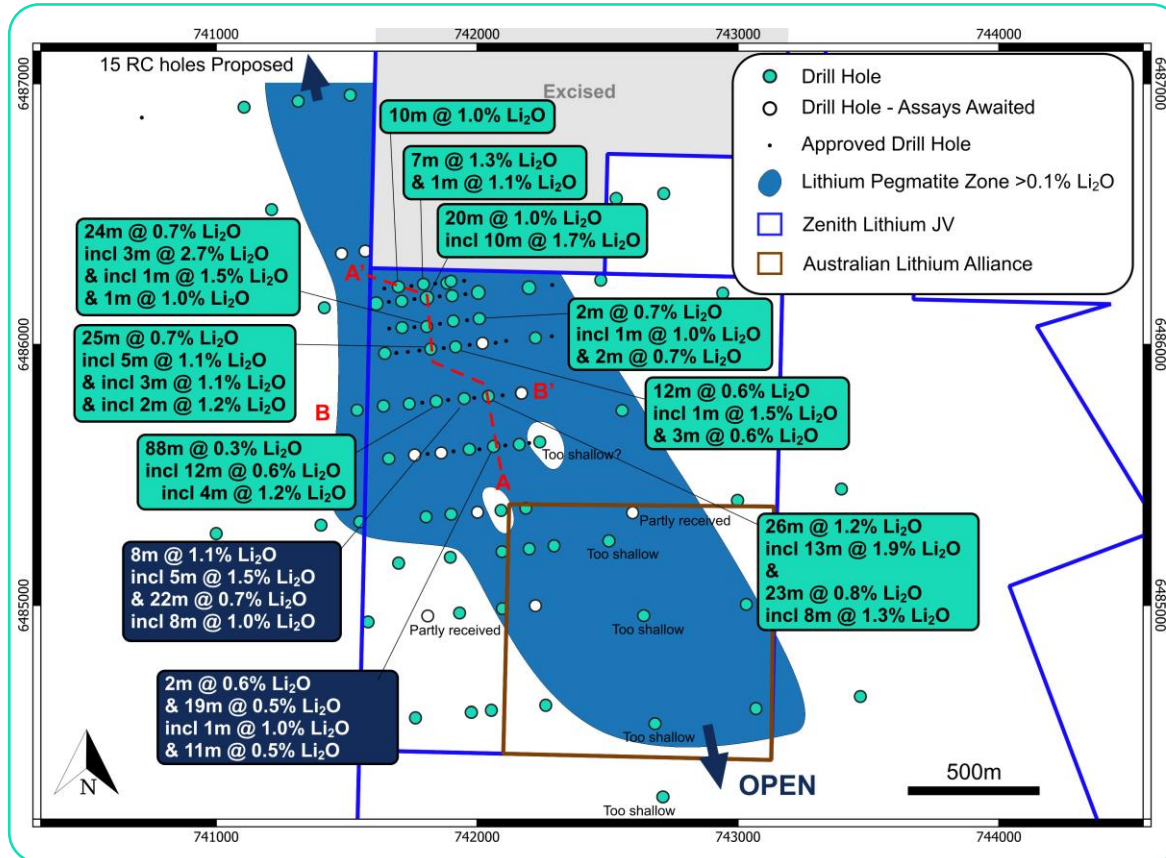 741000
742000
743000
744000
6487000
6487000
15 RC holes Proposed
Excised
Drill Hole
Drill Hole - Assays Awaited
Approved Drill Hole
Lithium Pegmatite Zone >0.1% Li₂O
Zenith Lithium JV
Australian Lithium Alliance
10m @ 1.0% Li₂O
7m @ 1.3% Li₂O
& 1m @ 1.1% Li₂O
20m @ 1.0% Li₂O
incl 10m @ 1.7% Li₂O
24m @ 0.7% Li₂O
incl 3m @ 2.7% Li₂O
& incl 1m @ 1.5% Li₂O
& 1m @ 1.0% Li₂O
A'
2m @ 0.7% Li₂O
incl 1m @ 1.0% Li₂O
& 2m @ 0.7% Li₂O
6486000
6486000
25m @ 0.7% Li₂O
incl 5m @ 1.1% Li₂O
& incl 3m @ 1.1% Li₂O
& incl 2m @ 1.2% Li₂O
12m @ 0.6% Li₂O
incl 1m @ 1.5% Li₂O
& 3m @ 0.6% Li₂O
B
B'
88m @ 0.3% Li₂O
incl 12m @ 0.6% Li₂O
incl 4m @ 1.2% Li₂O
Too shallow?
A
Partly received
Too shallow
26m @ 1.2% Li₂O
incl 13m @ 1.9% Li₂O
&
23m @ 0.8% Li₂O
incl 8m @ 1.3% Li₂O
8m @ 1.1% Li₂O
incl 5m @ 1.5% Li₂O
& 22m @ 0.7% Li₂O
incl 8m @ 1.0% Li₂O
6485000
6485000
Partly received
Too shallow
2m @ 0.6% Li₂O
& 19m @ 0.5% Li₂O
incl 1m @ 1.0% Li₂O
& 11m @ 0.5% Li₂O
Too shallow
N
OPEN
500m
Too shallow
741000
742000
743000
744000